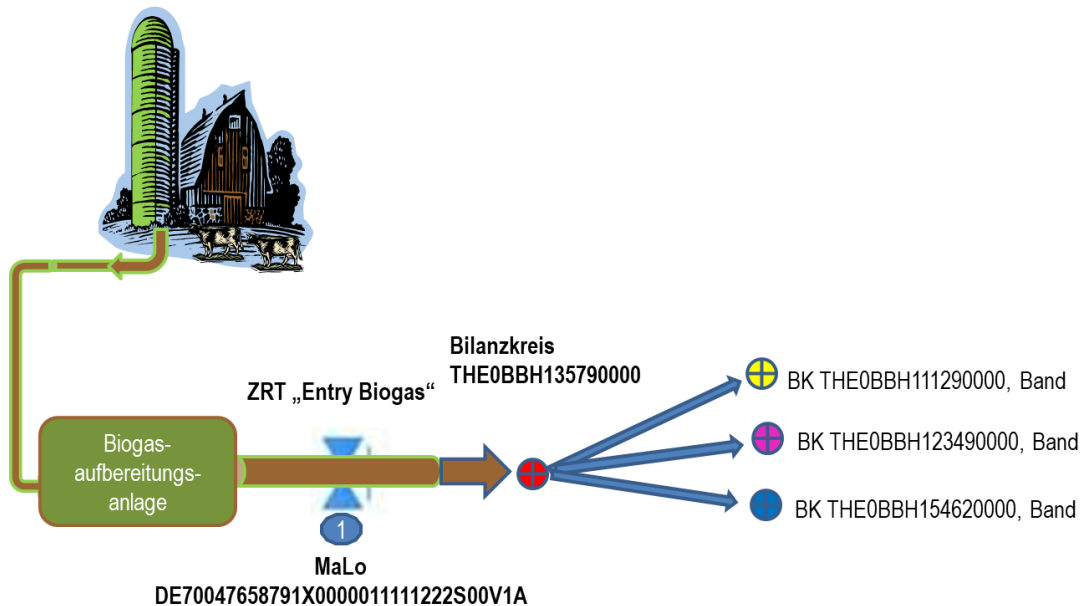 Bilanzkreis
THE0BBH135790000
ZRT „Entry Biogas“
BK THE0BBH111290000, Band
BK THE0BBH123490000, Band
BK THE0BBH154620000, Band
Biogas-
aufbereitungs-
anlage
1
MaLo
DE70047658791X0000011111222S00V1A